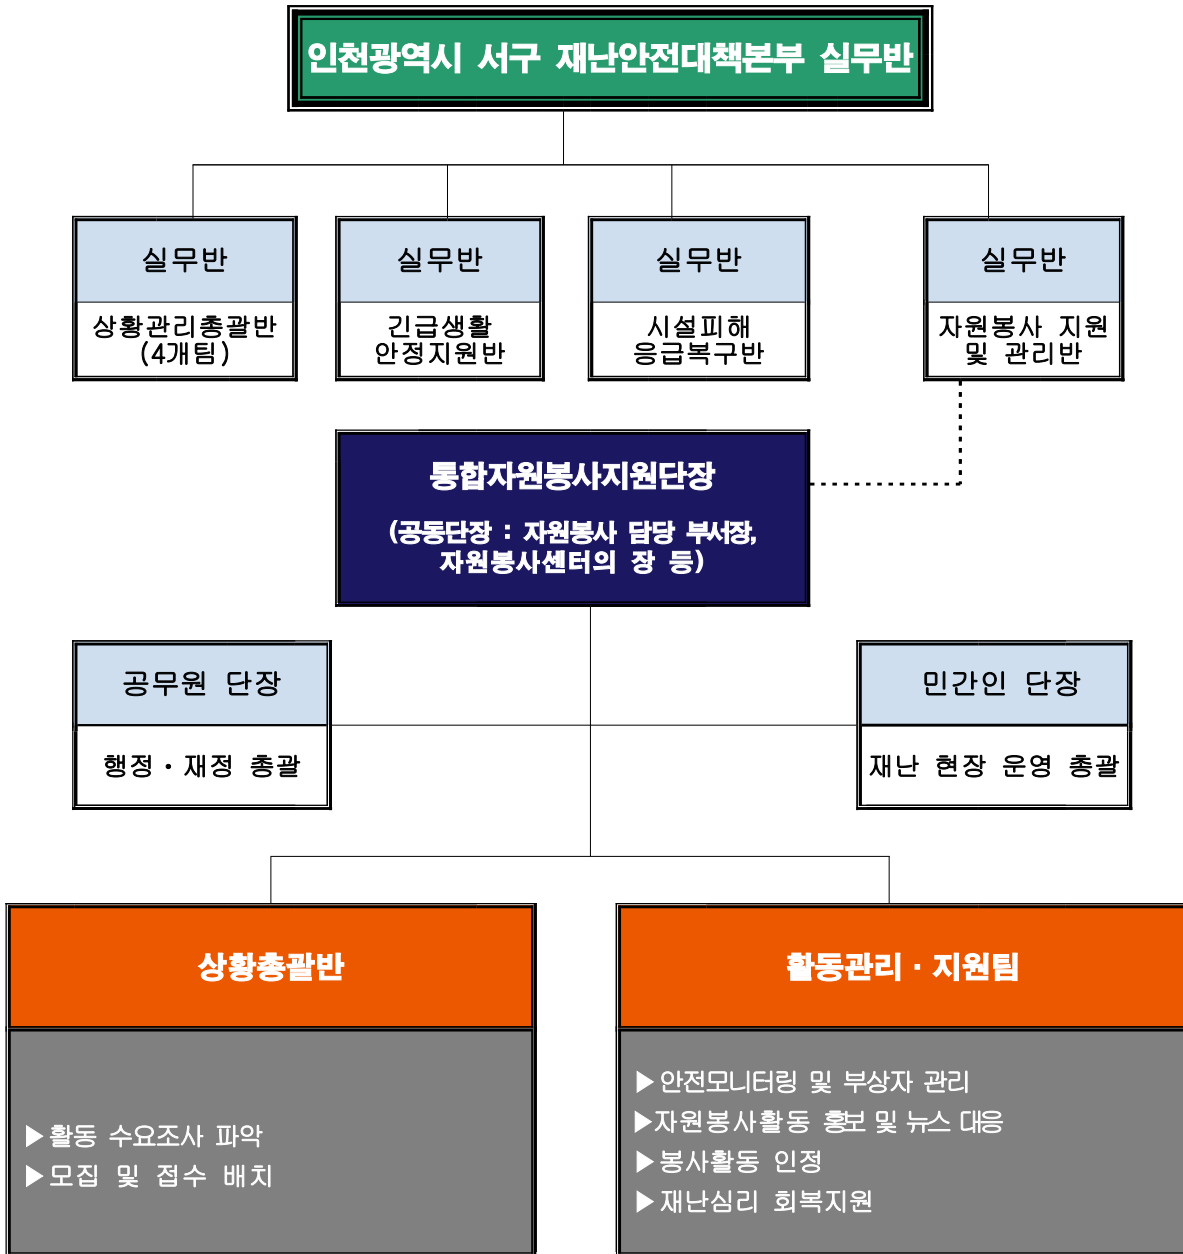 인천광역시 서구 재난안전대책본부 실무반
실무반
상황관리총괄반
(4개팀)
실무반
긴급생활
안정지원반
실무반
시설피해
응급복구반
실무반
자원봉사 지원
및 관리반
통합자원봉사지원단장
(공동단장 : 자원봉사 담당 부서장,
자원봉사센터의 장 등)
공무원 단장
행정・재정 총괄
민간인 단장
재난 현장 운영 총괄
상황총괄반
▶활동 수요조사 파악
▶모집 및 접수 배치
활동관리・지원팀
▶안전모니터링 및 부상자 관리
▶자원봉사활동 홍보 및 뉴스 대응
▶봉사활동 인정
▶재난심리 회복지원